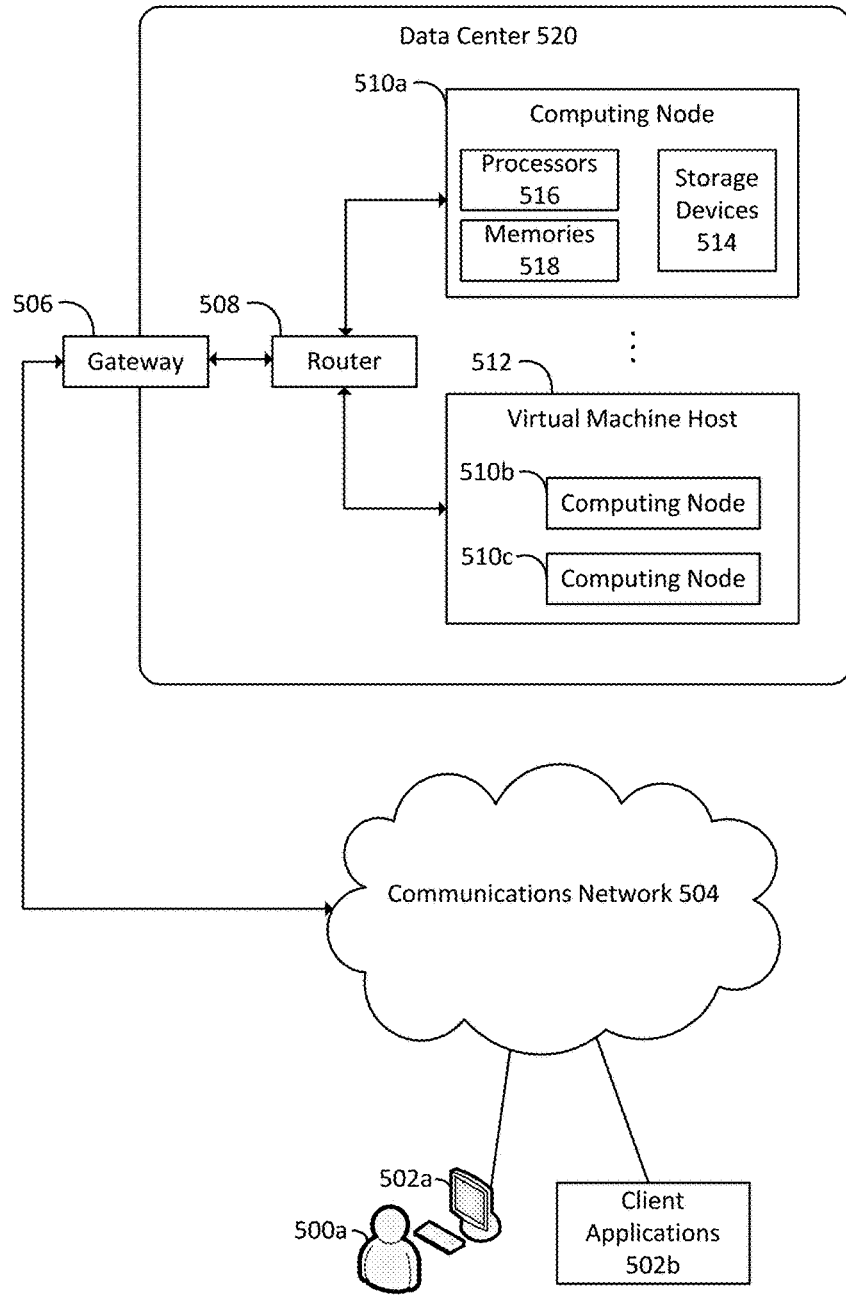 Data Center 520
510a
Computing Node
Processors
516
Storage
Devices
514
Memories
518
506
508
Gateway
Router
512
Virtual Machine Host
510b
Computing Node
510c
Computing Node
Communications Network 504
502a
500a
Client
Applications
502b